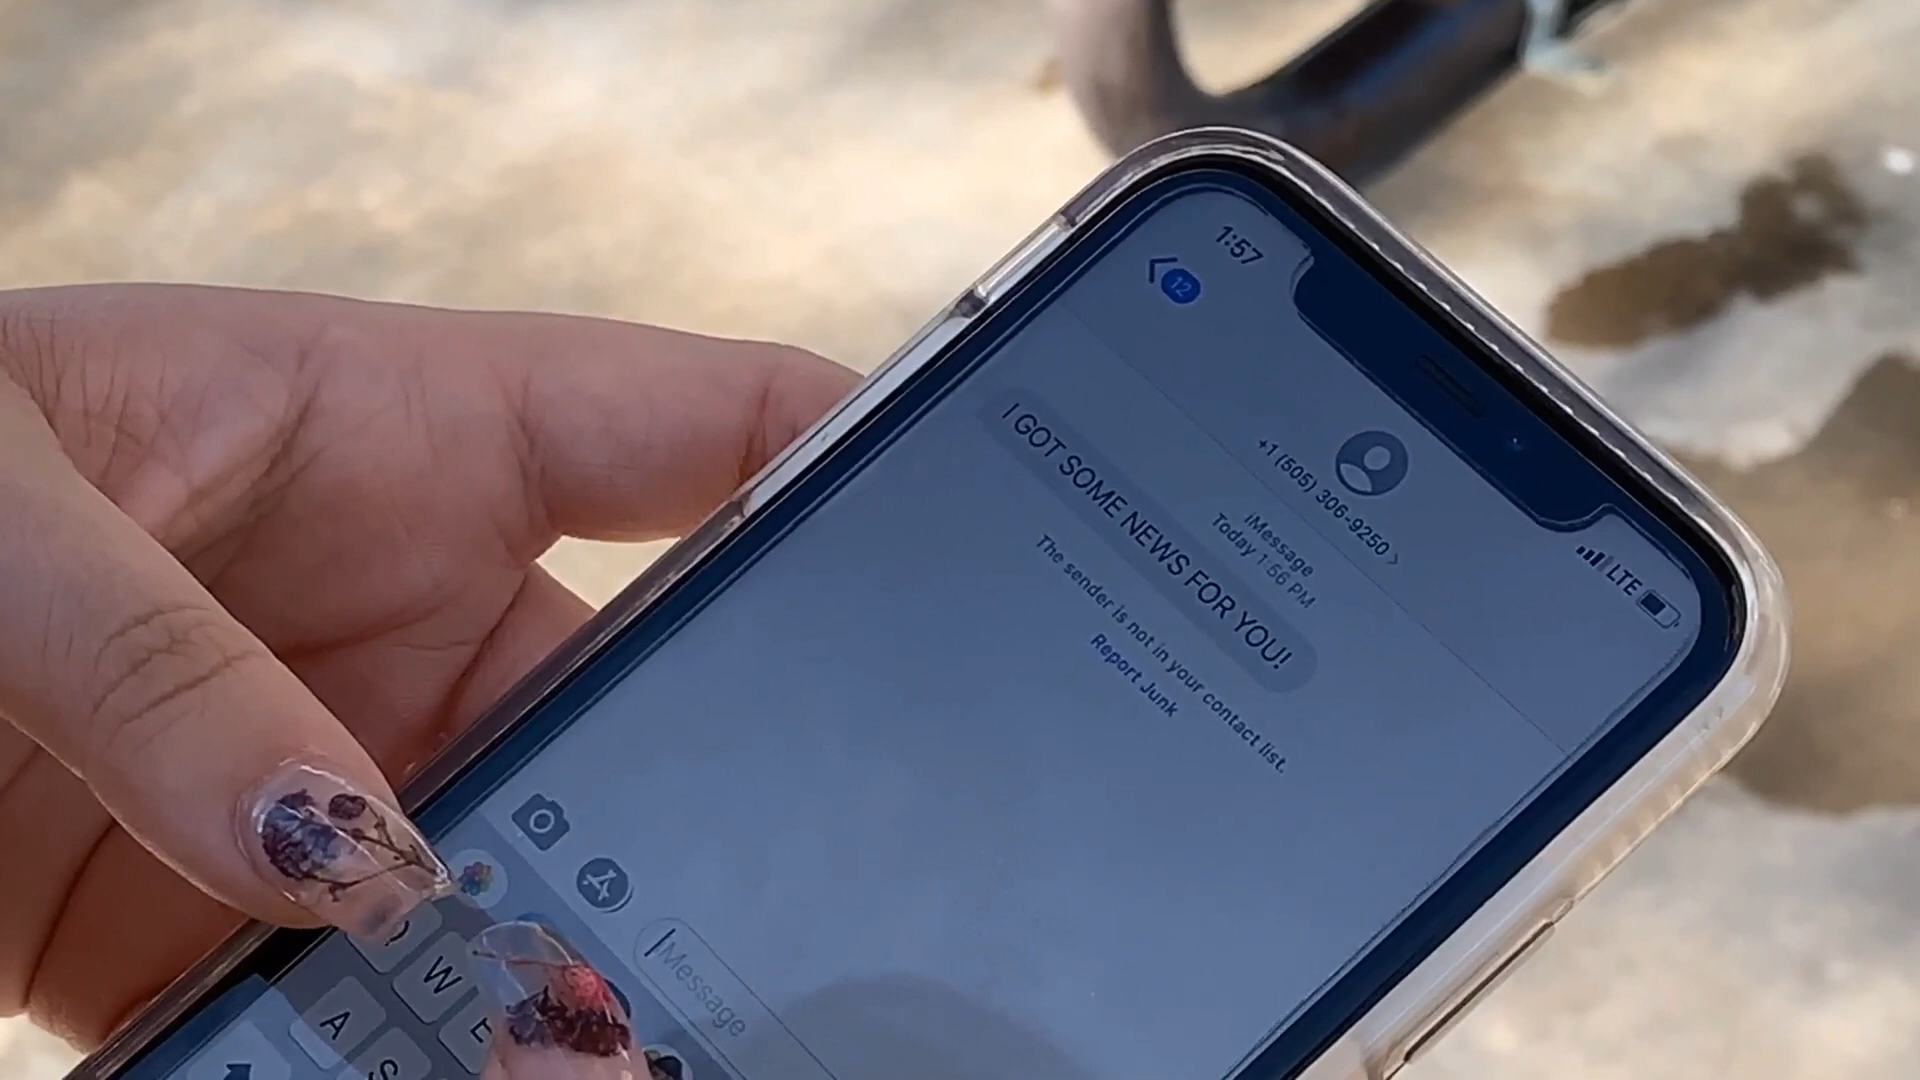 1:57
LTE
12
+1 (505) 306-9250 >
iMessage
Today 1:56 PM
I GOT SOME NEWS FOR YOU!
The sender is not in your contact list.
Report Junk
Message
W E
A S